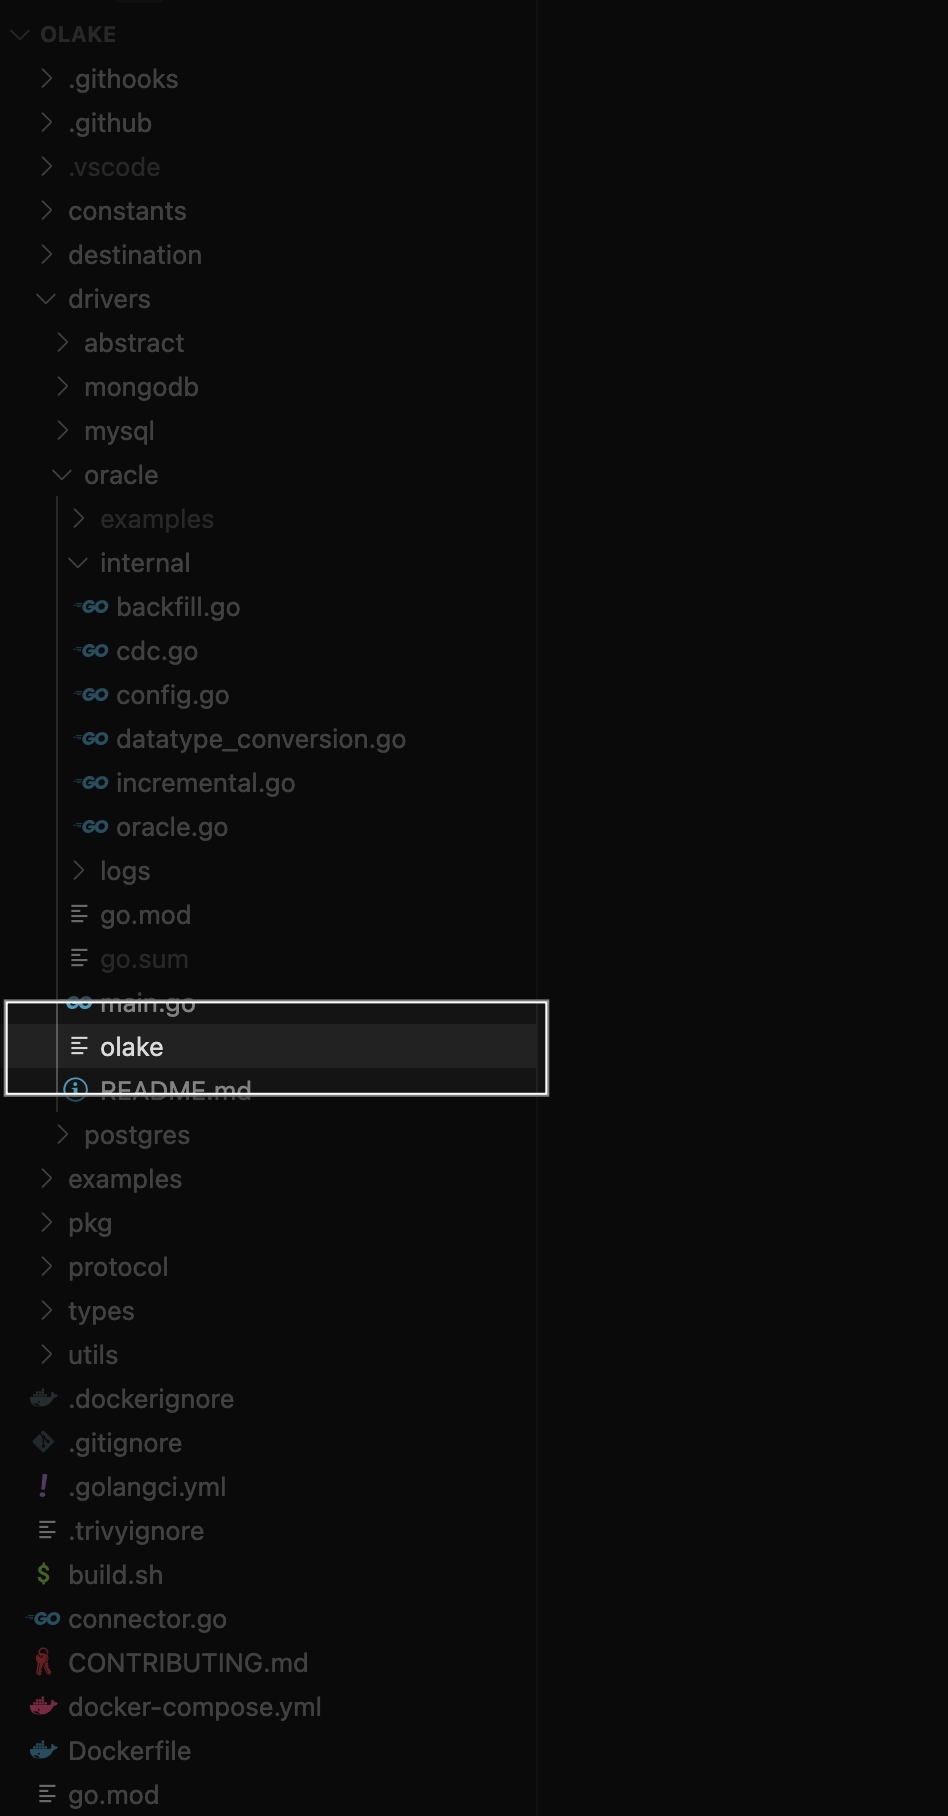 OLAKE
.githooks
.github
.vscode
constants
destination
drivers
abstract
mongodb
mysql
oracle
examples
internal
GO backfill.go
GO cdc.go
GO config.go
GO datatype_conversion.go
GO incremental.go
GO oracle.go
logs
go.mod
go.sum
GO main.go
olake
README.md
postgres
examples
pkg
protocol
types
utils
.dockerignore
.gitignore
! .golangci.yml
.trivyignore
$ build.sh
GO connector.go
CONTRIBUTING.md
docker-compose.yml
Dockerfile
go.mod